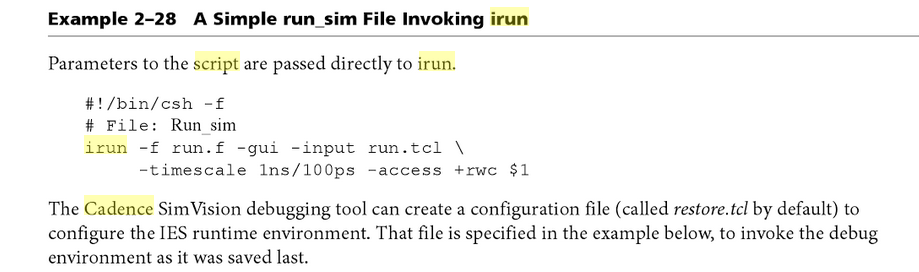 Example 2–28 A Simple run_sim File Invoking irun
Parameters to the script are passed directly to irun.
#!/bin/csh -f
# File: Run_sim
irun -f run.f -gui -input run.tcl \
-timescale 1ns/100ps -access +rwc $1
The Cadence SimVision debugging tool can create a configuration file (called restore.tcl by default) to
configure the IES runtime environment. That file is specified in the example below, to invoke the debug
environment as it was saved last.